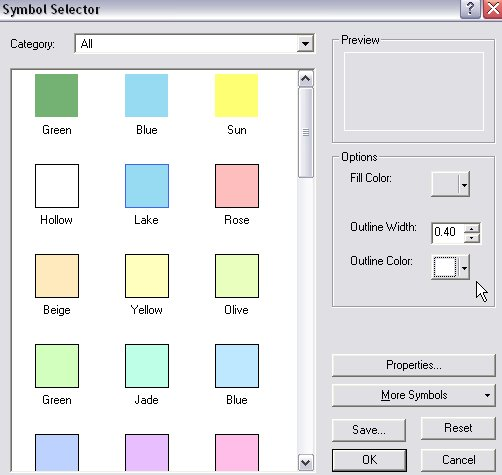 Symbol Selector
Category: All
Green Blue Sun
Hollow Lake Rose
Beige Yellow Olive
Green Jade Blue
Preview
Options
Fill Color:
Outline Width: 0.40
Outline Color:
Properties...
More Symbols
Save... Reset
OK Cancel